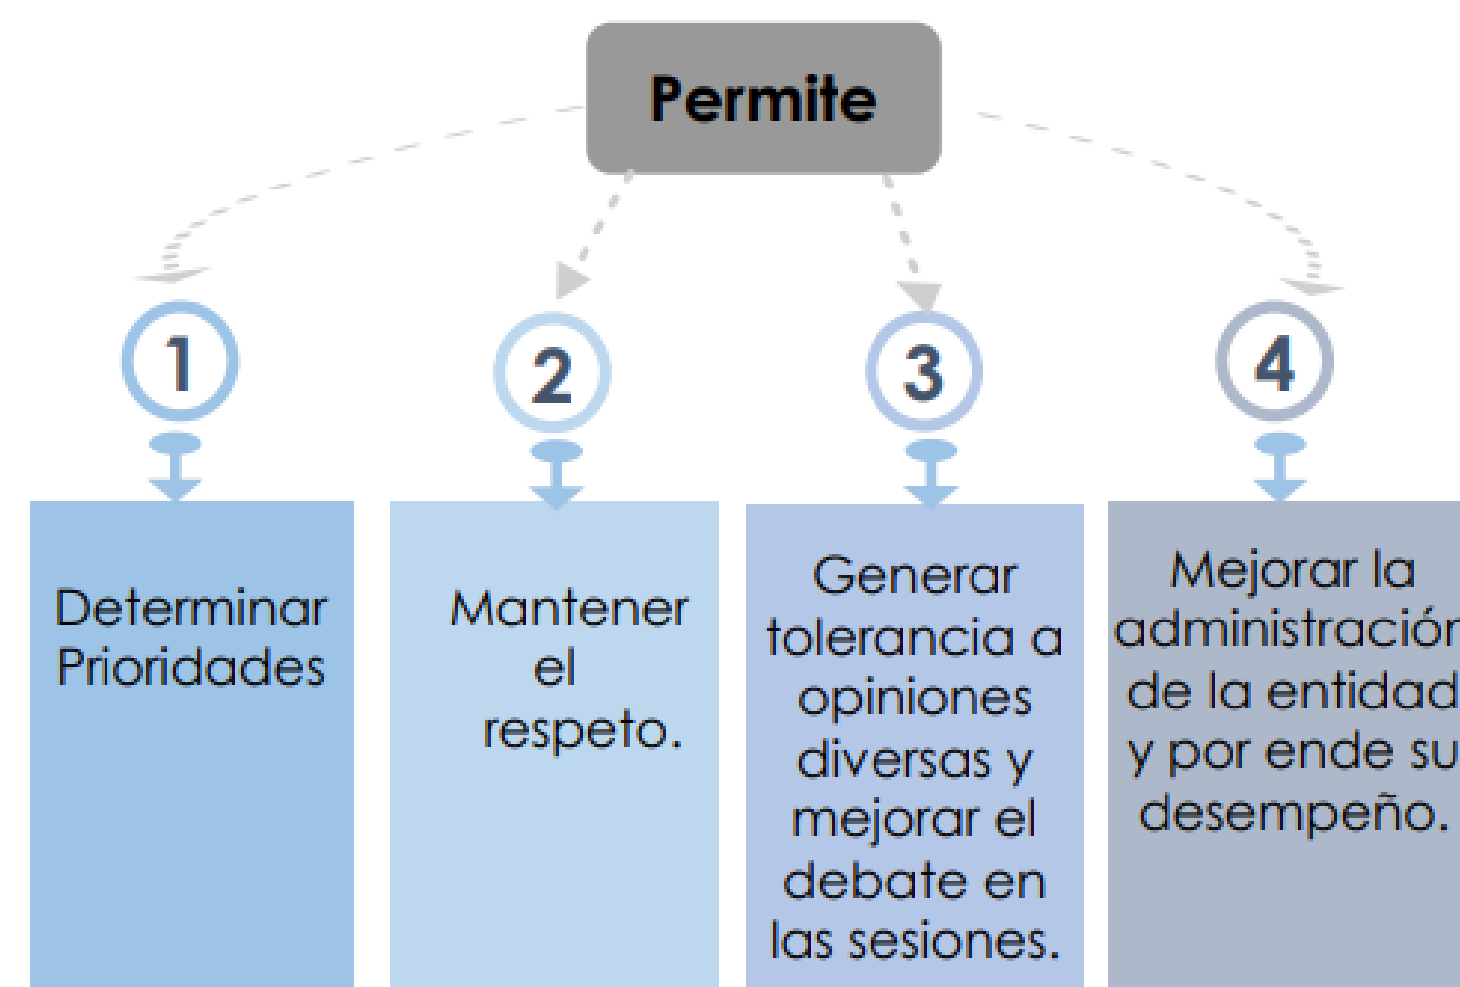 Permite
1
2
3
4
Determinar
Prioridades
Mantener
el
respeto.
Generar
tolerancia a
opiniones
diversas y
mejorar el
debate en
las sesiones.
Mejorar la
administración
de la entidad
y por ende su
desempeño.